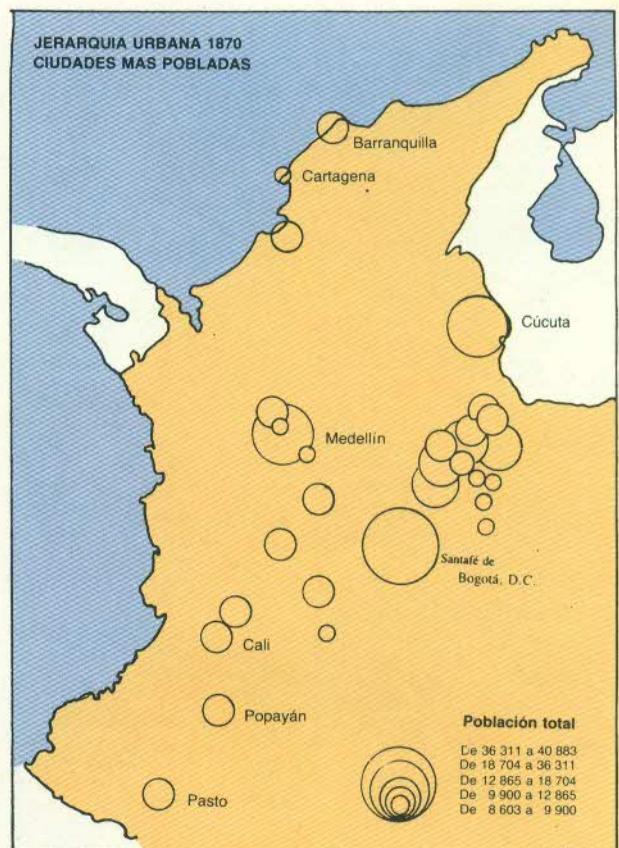 JERARQUIA URBANA 1870
CIUDADES MAS POBLADAS
Barranquilla
Cartagena
Cúcuta
Medellín
Santafé de
Bogotá, D.C.
Cali
Popayán
Pasto
Población total
De 36 311 a 40 883
De 18 704 a 36 311
De 12 865 a 18 704
De 9 900 a 12 865
De 8 603 a 9 900